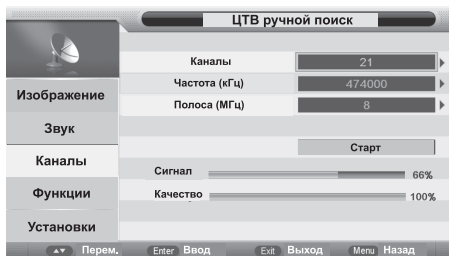 ЦТВ ручной поиск
Каналы 21
Частота (кГц) 474000
Полоса (МГц) 8
Старт
Сигнал 66%
Качество 100%
Изображение
Звук
Каналы
Функции
Установки
Перем. Enter Ввод Exit Выход Menu Назад